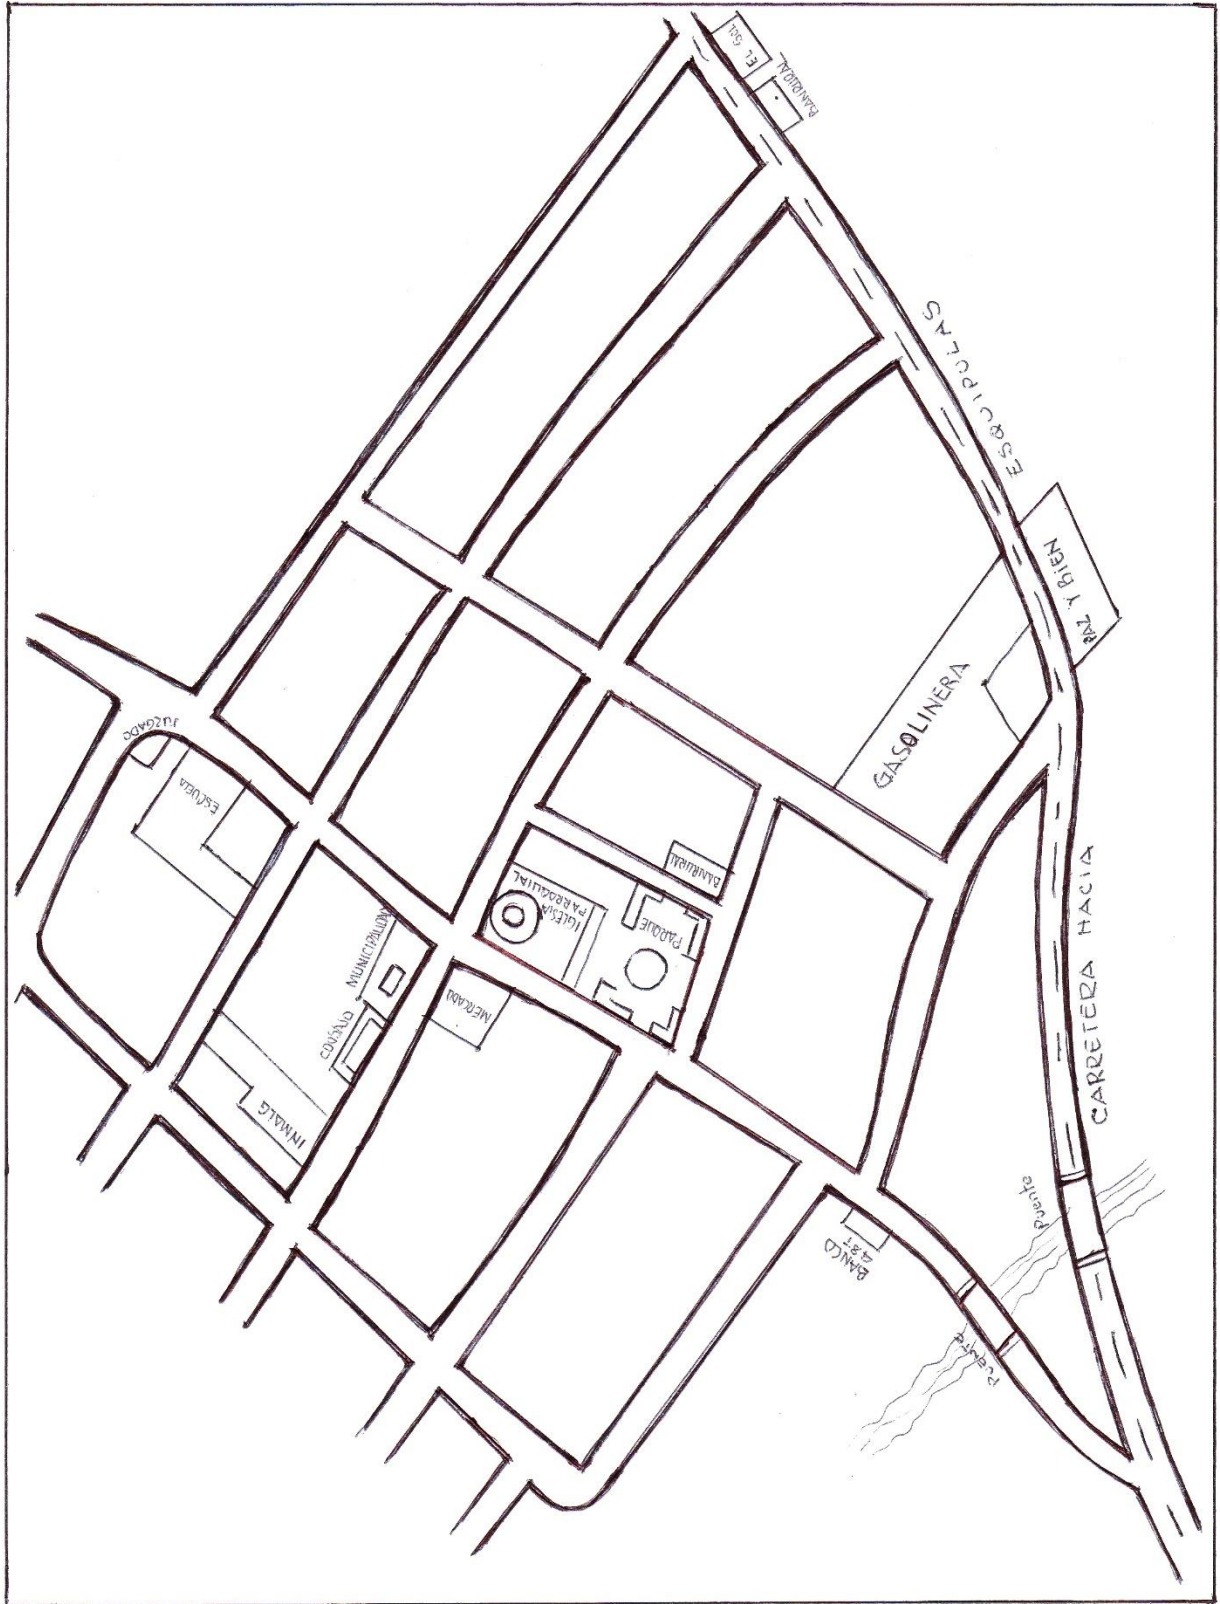 EL GOL
BANRURAL
ESQUIPULAS
PAZ Y BIEN
GASOLINERA
JUZGADO
ESCUELA
BANRURAL
IGLESIA
PARROQUIAL
PARQUE
MUNICIPALIDAD
MERCADO
INMALG
CARRETERA HACIA
Puente
BANCO
G&T
PUENTE